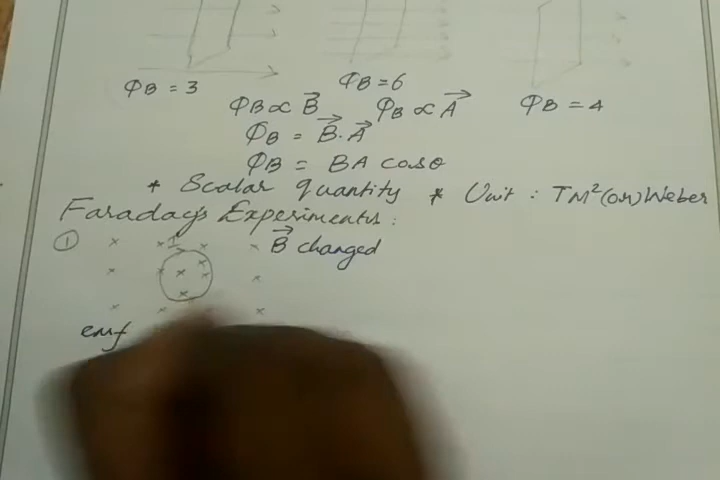 ΦB = 3 ΦB = 6 ΦB = 4
ΦB ∝ B⃗ ΦB ∝ A⃗
ΦB = B⃗ . A⃗
ΦB = BA cosθ
* Scalar quantity * Unit : TM² (or) Weber
Faraday's Experiments :
① B⃗ changed
emf